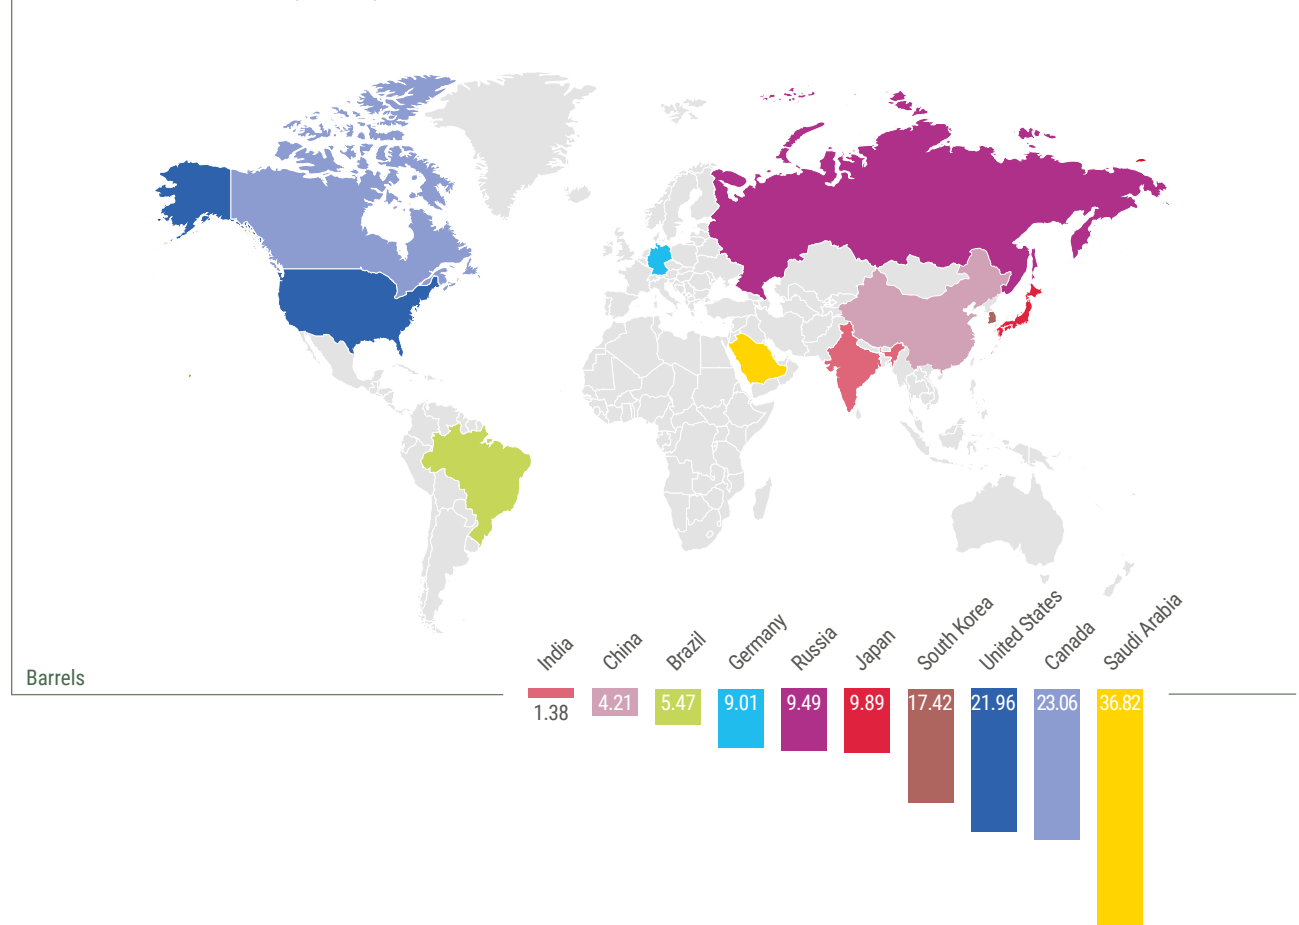 India
China
Brazil
Germany
Russia
Japan
South Korea
United States
Canada
Saudi Arabia
Barrels
1.38
4.21
5.47
9.01
9.49
9.89
17.42
21.96
23.06
36.82